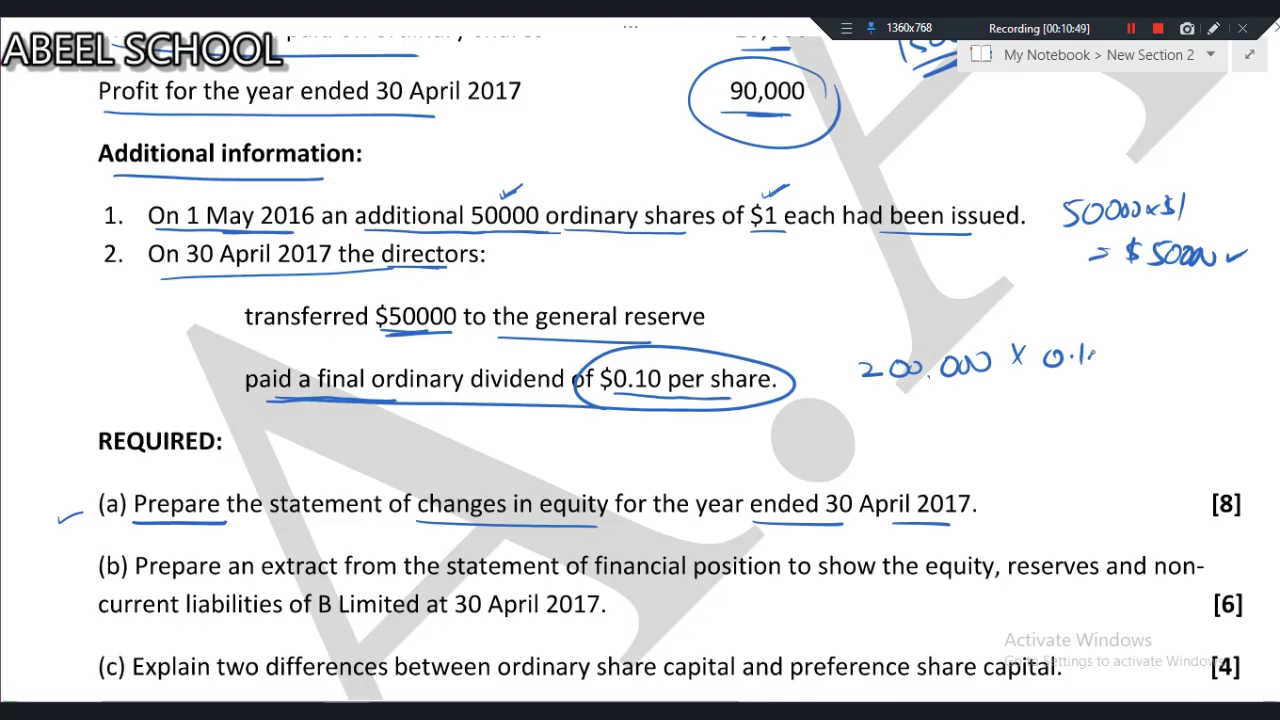 1360x768
Recording [00:10:49]
ABEEL SCHOOL
My Notebook > New Section 2
Profit for the year ended 30 April 2017 90,000
Additional information:
1. On 1 May 2016 an additional 50000 ordinary shares of $1 each had been issued. 50000 x $1
= $ 50000
2. On 30 April 2017 the directors:
transferred $50000 to the general reserve
paid a final ordinary dividend of $0.10 per share. 200.000 x 0.1
REQUIRED:
(a) Prepare the statement of changes in equity for the year ended 30 April 2017. [8]
(b) Prepare an extract from the statement of financial position to show the equity, reserves and non-
current liabilities of B Limited at 30 April 2017. [6]
Activate Windows
Go to Settings to activate Windows.
(c) Explain two differences between ordinary share capital and preference share capital. [4]